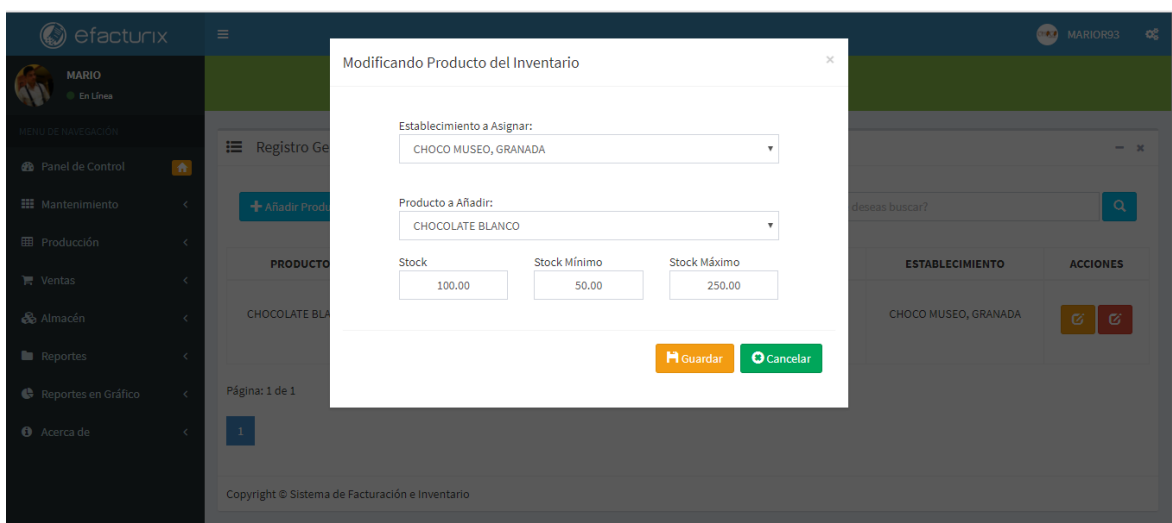 efacturix
MARIOR93
MARIO
En Línea
MENU DE NAVEGACIÓN
Panel de Control
Mantenimiento
Producción
Ventas
Almacén
Reportes
Reportes en Gráfico
Acerca de
Modificando Producto del Inventario
×
Establecimiento a Asignar:
CHOCO MUSEO, GRANADA
Producto a Añadir:
CHOCOLATE BLANCO
Stock
Stock Mínimo
Stock Máximo
100.00
50.00
250.00
Guardar
Cancelar
Registro Ge
Añadir Produ
deseas buscar?
PRODUCTO
ESTABLECIMIENTO
ACCIONES
CHOCOLATE BLA
CHOCO MUSEO, GRANADA
Página: 1 de 1
1
Copyright © Sistema de Facturación e Inventario